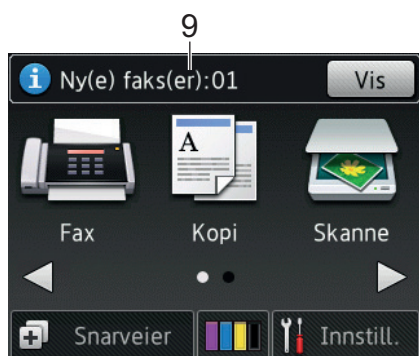 9
Ny(e) faks(er):01 Vis
A
Fax Kopi Skanne
Snarveier Innstill.